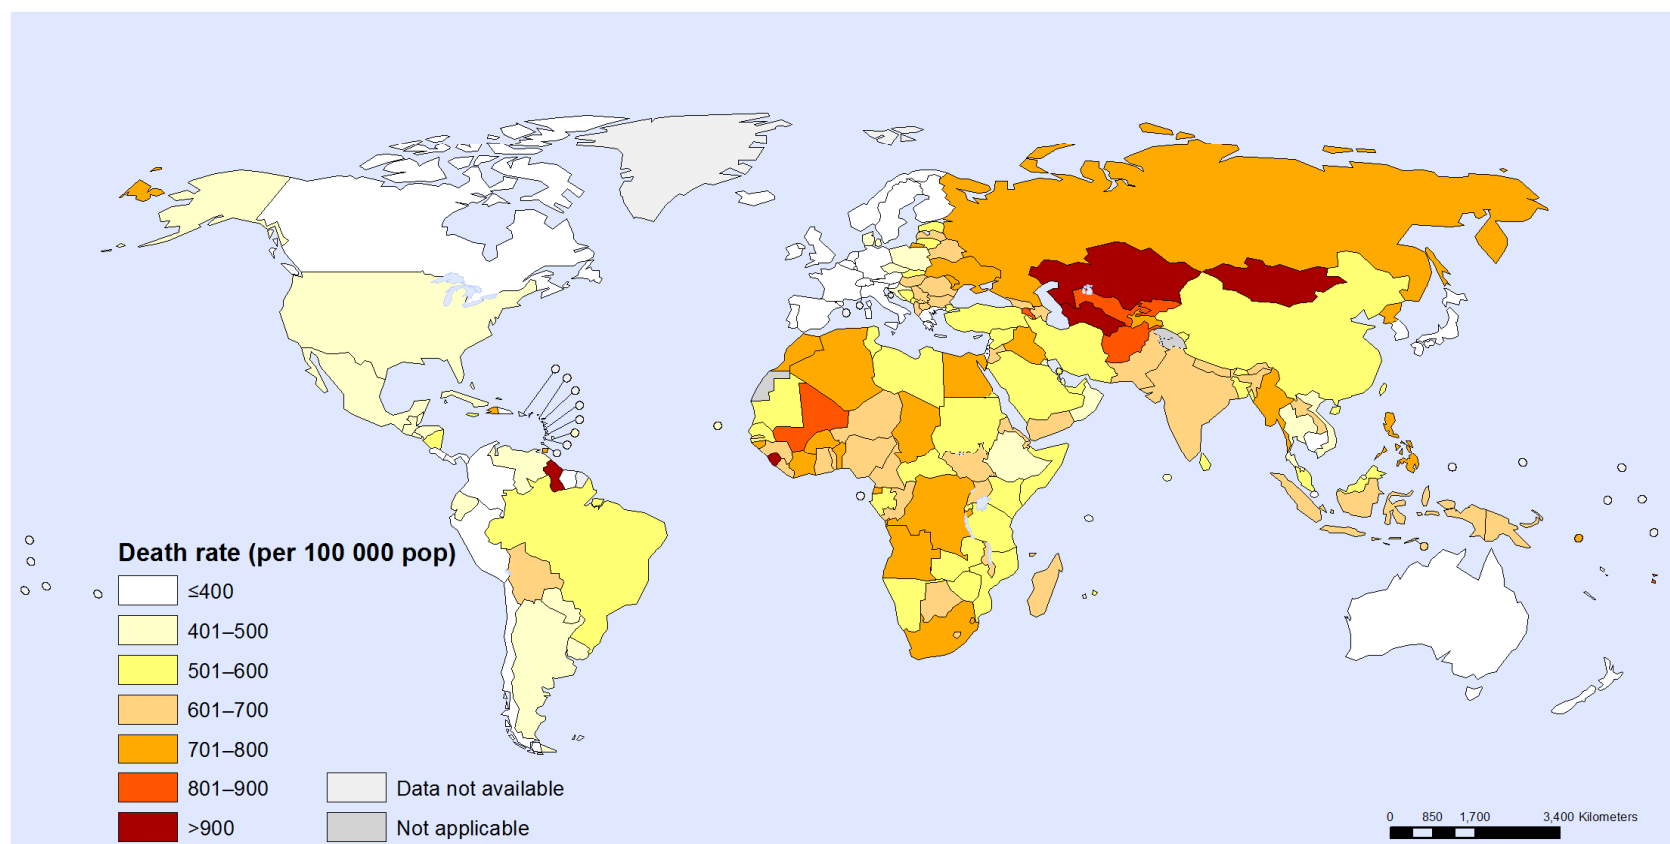 Death rate (per 100 000 pop)
≤400
401–500
501–600
601–700
701–800
801–900
>900
Data not available
Not applicable
0 850 1,700 3,400 Kilometers